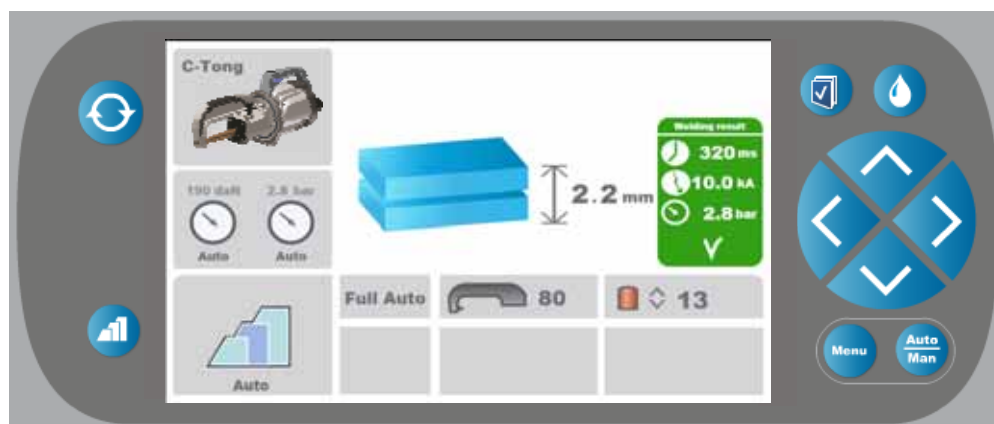 C-Tong
190 daN 2.8 bar
Auto Auto
Auto
2.2 mm
Welding result
320 ms
10.0 kA
2.8 bar
Full Auto
80
13
Menu
Auto
Man